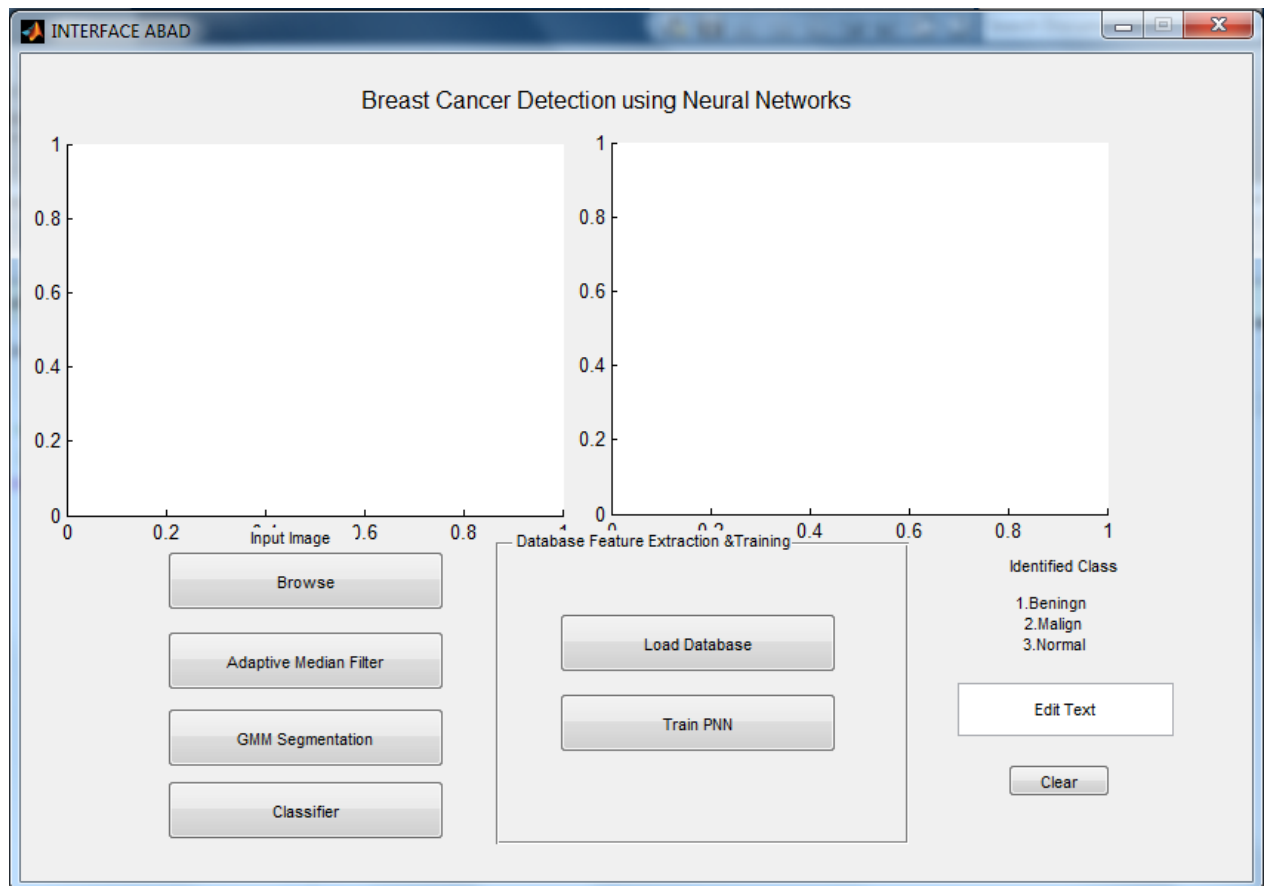 INTERFACE ABAD
Breast Cancer Detection using Neural Networks
1
0.8
0.6
0.4
0.2
0
0 0.2 0.6 0.8
1
0.8
0.6
0.4
0.2
0
0.4 0.6 0.8 1
Input Image
Browse
Adaptive Median Filter
GMM Segmentation
Classifier
Database Feature Extraction &Training
Load Database
Train PNN
Identified Class
1.Beningn
2.Malign
3.Normal
Edit Text
Clear